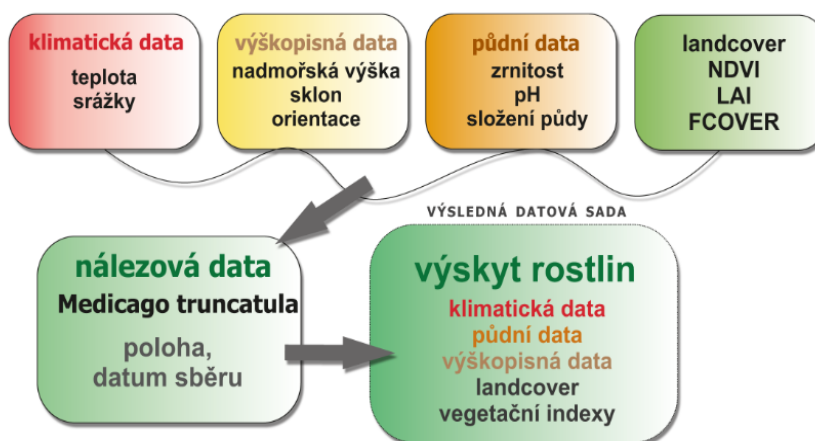 klimatická data
teplota
srážky
výškopisná data
nadmořská výška
sklon
orientace
půdní data
zrnitost
pH
složení půdy
landcover
NDVI
LAI
FCOVER
VÝSLEDNÁ DATOVÁ SADA
nálezová data
Medicago truncatula
poloha,
datum sběru
výskyt rostlin
klimatická data
půdní data
výškopisná data
landcover
vegetační indexy